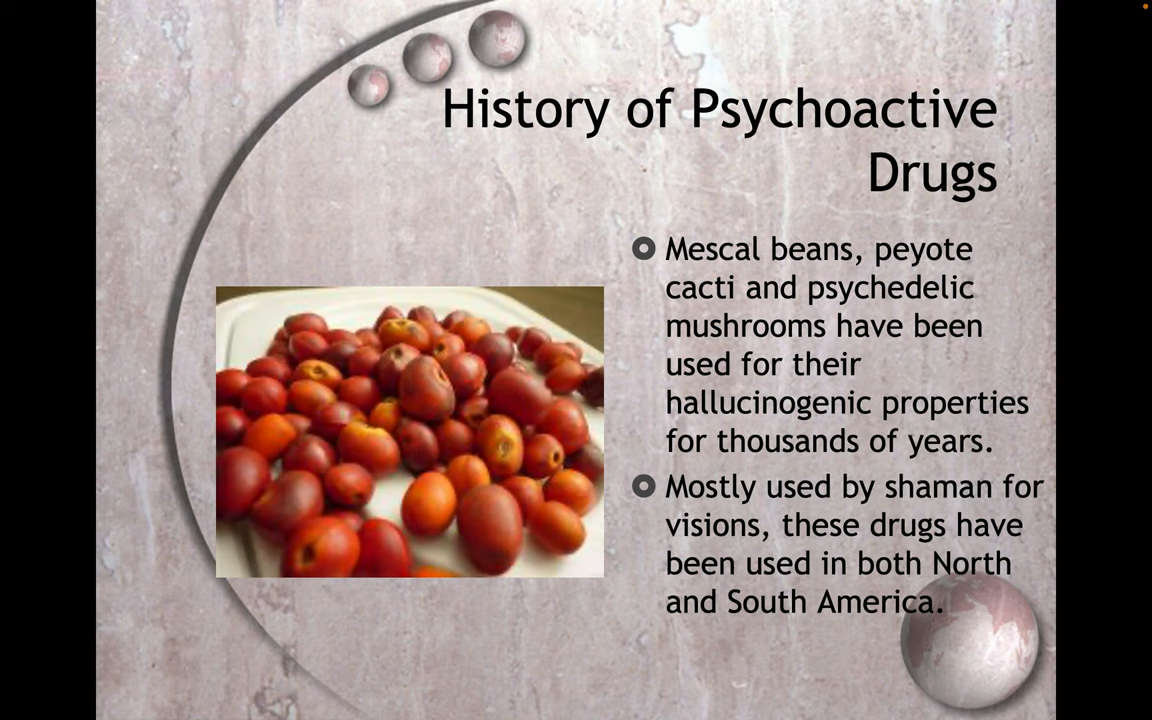 History of Psychoactive
Drugs
Mescal beans, peyote
cacti and psychedelic
mushrooms have been
used for their
hallucinogenic properties
for thousands of years.
Mostly used by shaman for
visions, these drugs have
been used in both North
and South America.